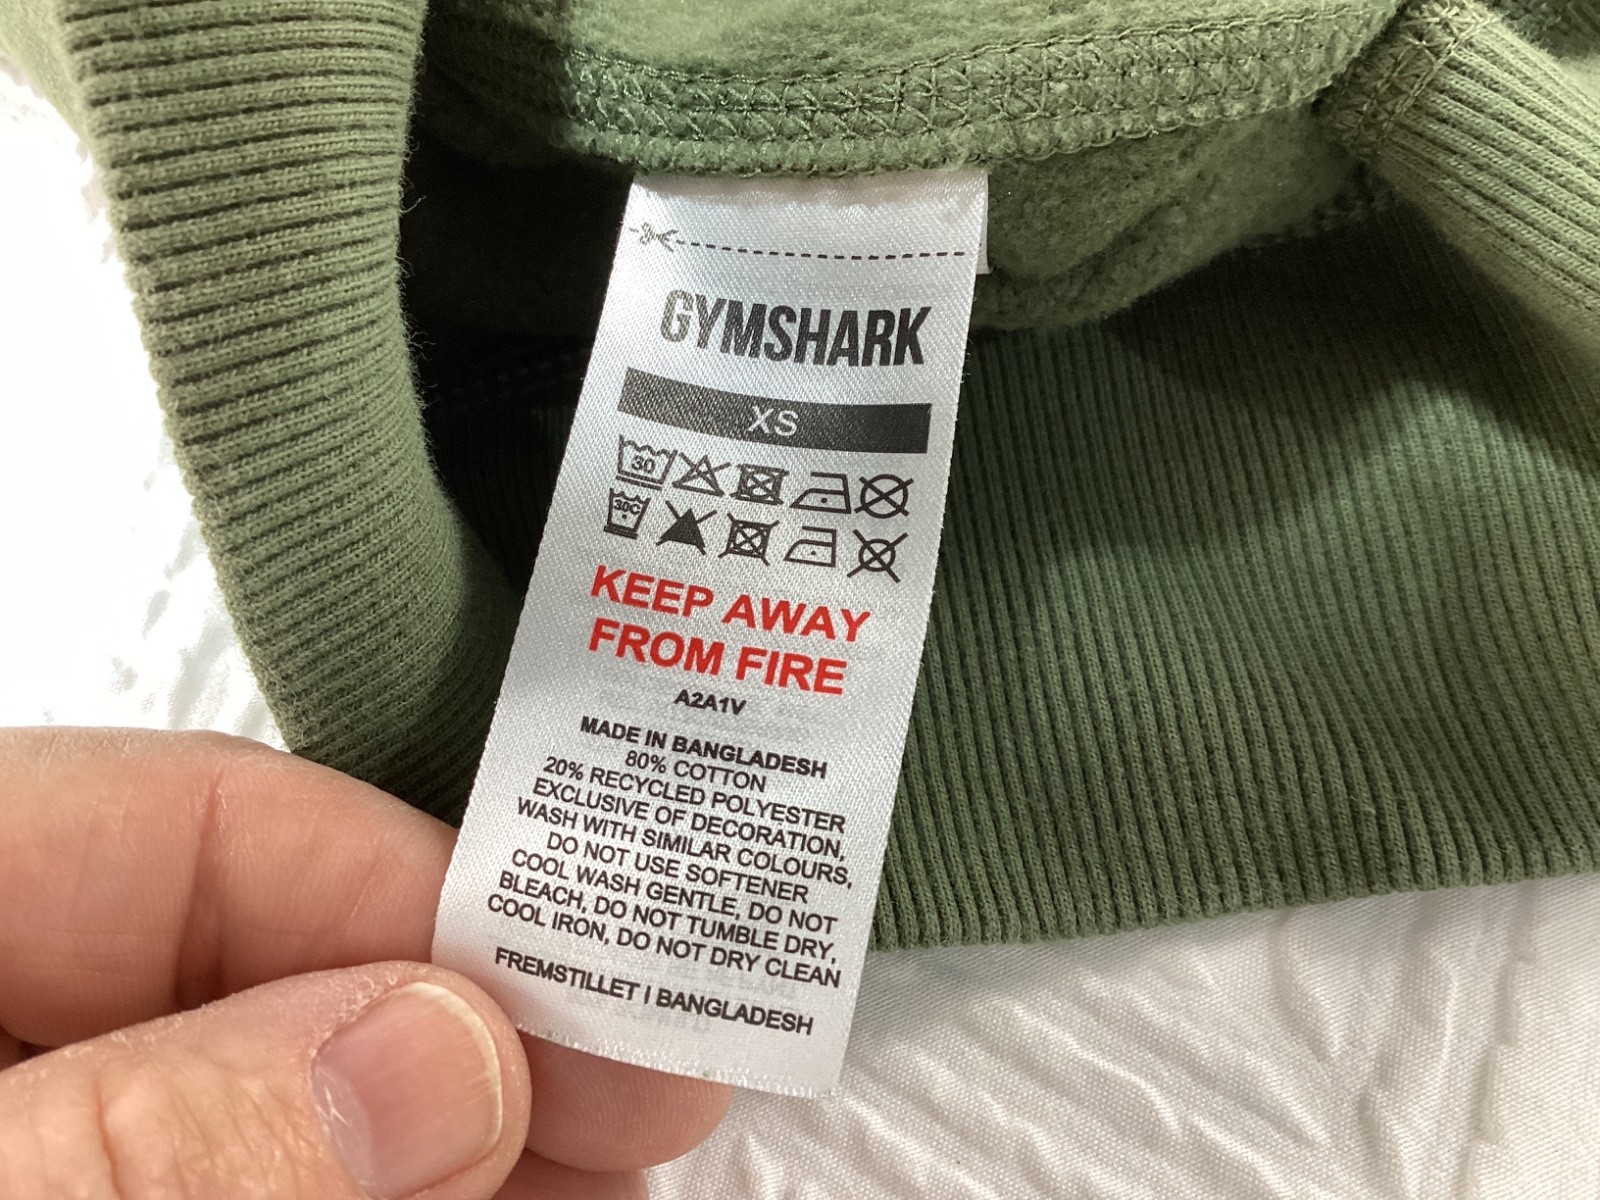 GYMSHARK
XS
30
30C
KEEP AWAY
FROM FIRE
A2A1V
MADE IN BANGLADESH
80% COTTON
20% RECYCLED POLYESTER
EXCLUSIVE OF DECORATION,
WASH WITH SIMILAR COLOURS,
DO NOT USE SOFTENER
COOL WASH GENTLE, DO NOT
BLEACH, DO NOT TUMBLE DRY,
COOL IRON, DO NOT DRY CLEAN
FREMSTILLET I BANGLADESH